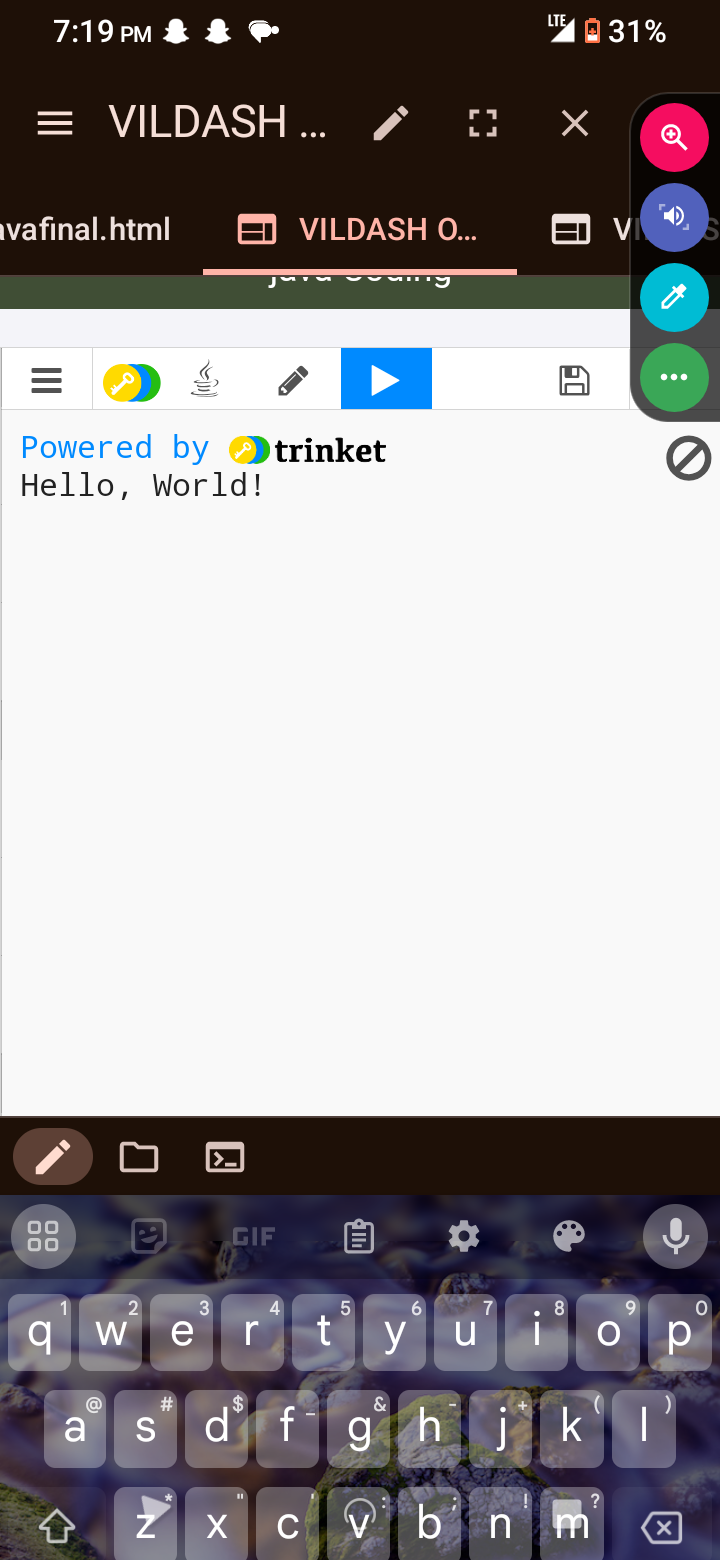 7:19 PM
LTE 31%
VILDASH ...
avafinal.html
VILDASH O...
java Coding
Powered by trinket
Hello, World!
GIF
q 1 w 2 e 3 r 4 t 5 y 6 u 7 i 8 o 9 p 0
a @ s # d $ f _ g & h - j + k ( l )
z * x " c ' v : b ; n ! m ?